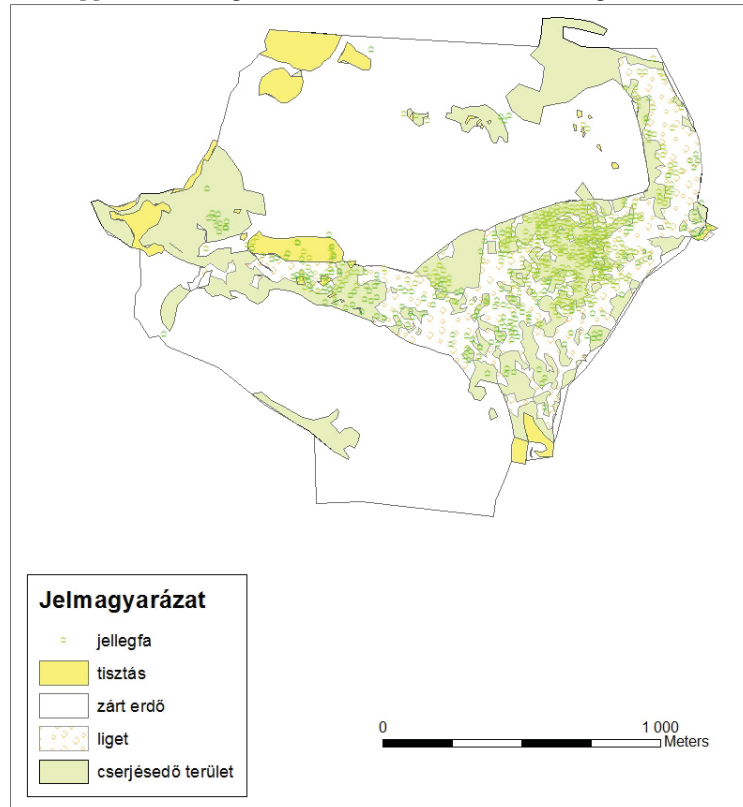 Jelmagyarázat
jellegfa
tisztás
zárt erdő
liget
cserjésedő terület
0 1 000
Meters